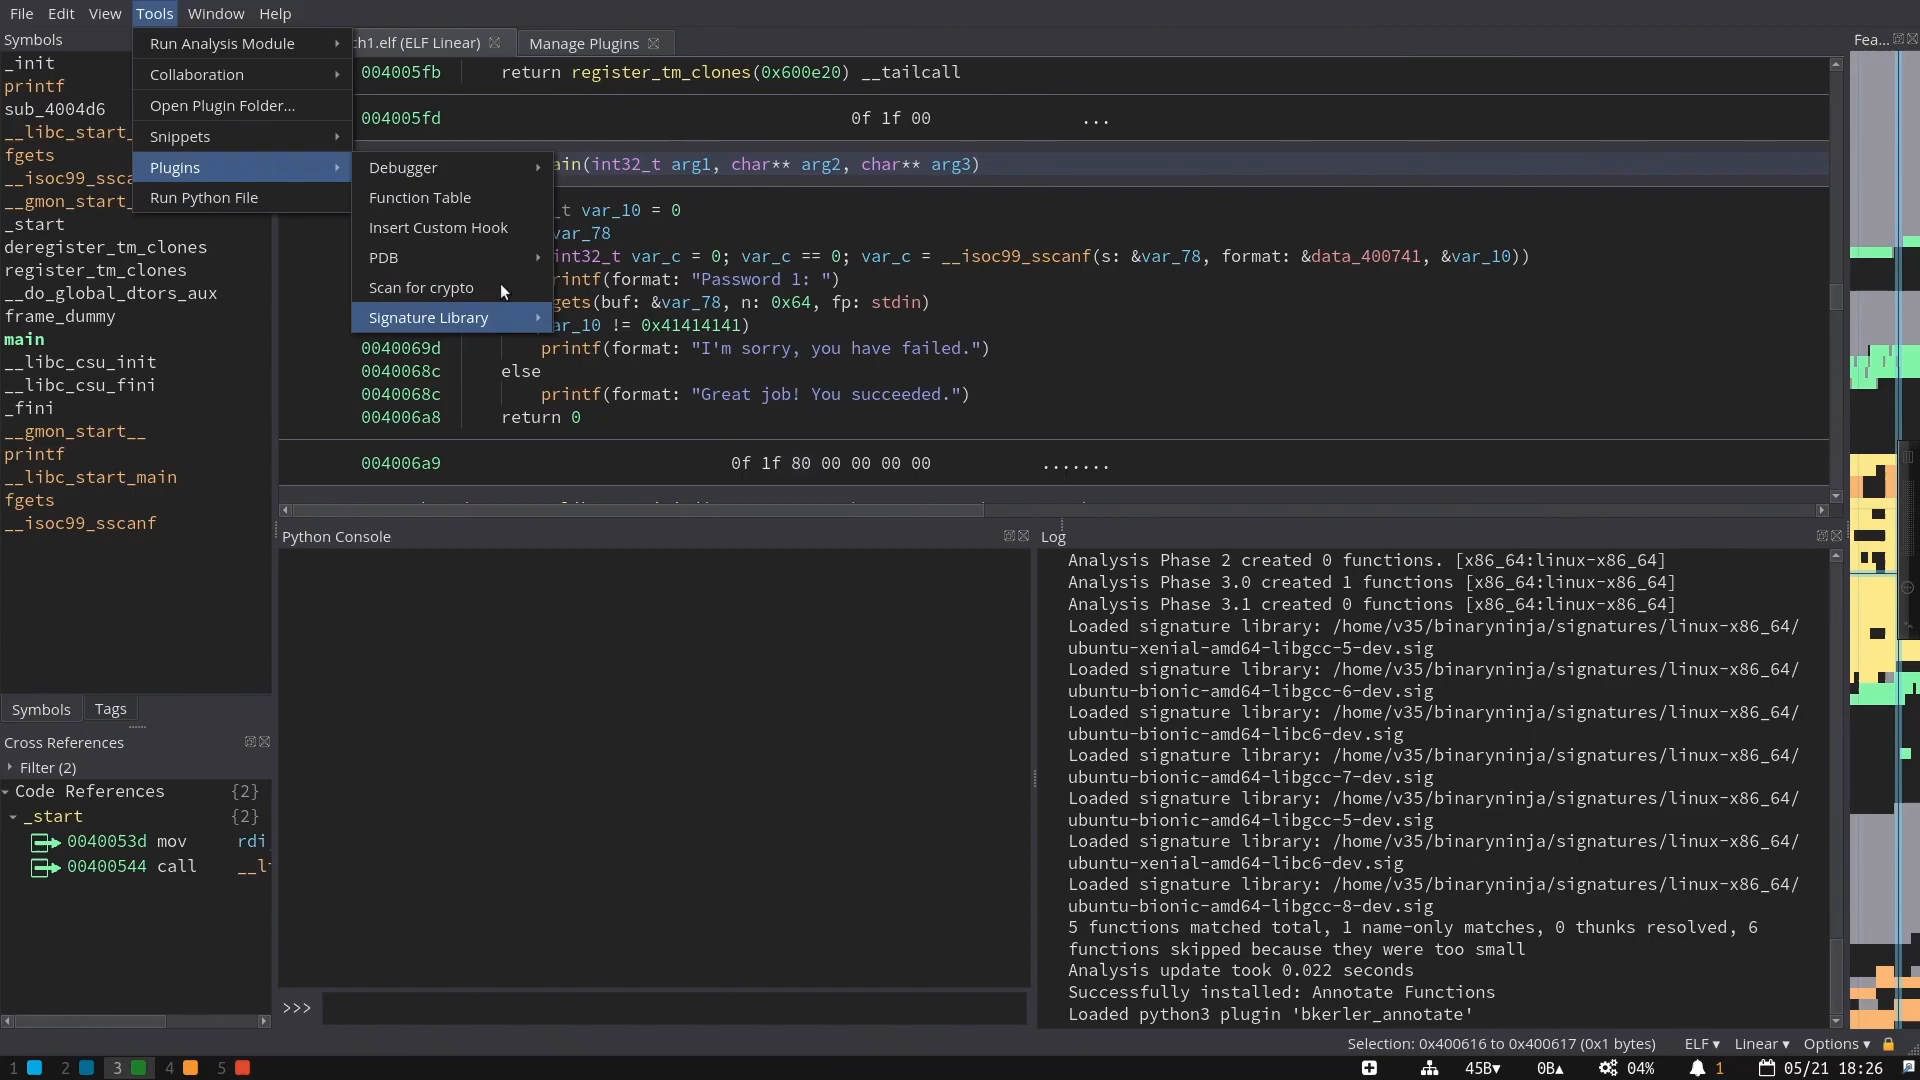 File Edit View Tools Window Help
Symbols
_init
printf
sub_4004d6
__libc_start_
fgets
__isoc99_ssca
__gmon_start_
_start
deregister_tm_clones
register_tm_clones
__do_global_dtors_aux
frame_dummy
main
__libc_csu_init
__libc_csu_fini
_fini
__gmon_start__
printf
__libc_start_main
fgets
__isoc99_sscanf
Symbols Tags
Cross References
Filter (2)
Code References {2}
_start {2}
0040053d mov rdi
00400544 call __l
Run Analysis Module
Collaboration
Open Plugin Folder...
Snippets
Plugins
Run Python File
Debugger
Function Table
Insert Custom Hook
PDB
Scan for crypto
Signature Library
h1.elf (ELF Linear) Manage Plugins
004005fb return register_tm_clones(0x600e20) __tailcall
004005fd 0f 1f 00 ...
ain(int32_t arg1, char** arg2, char** arg3)
_t var_10 = 0
var_78
int32_t var_c = 0; var_c == 0; var_c = __isoc99_sscanf(s: &var_78, format: &data_400741, &var_10))
rintf(format: "Password 1: ")
gets(buf: &var_78, n: 0x64, fp: stdin)
ar_10 != 0x41414141)
0040069d printf(format: "I'm sorry, you have failed.")
0040068c else
0040068c printf(format: "Great job! You succeeded.")
004006a8 return 0
004006a9 0f 1f 80 00 00 00 00 .......
Python Console
>>>
Log
Analysis Phase 2 created 0 functions. [x86_64:linux-x86_64]
Analysis Phase 3.0 created 1 functions [x86_64:linux-x86_64]
Analysis Phase 3.1 created 0 functions [x86_64:linux-x86_64]
Loaded signature library: /home/v35/binaryninja/signatures/linux-x86_64/
ubuntu-xenial-amd64-libgcc-5-dev.sig
Loaded signature library: /home/v35/binaryninja/signatures/linux-x86_64/
ubuntu-bionic-amd64-libgcc-6-dev.sig
Loaded signature library: /home/v35/binaryninja/signatures/linux-x86_64/
ubuntu-bionic-amd64-libc6-dev.sig
Loaded signature library: /home/v35/binaryninja/signatures/linux-x86_64/
ubuntu-bionic-amd64-libgcc-7-dev.sig
Loaded signature library: /home/v35/binaryninja/signatures/linux-x86_64/
ubuntu-bionic-amd64-libgcc-5-dev.sig
Loaded signature library: /home/v35/binaryninja/signatures/linux-x86_64/
ubuntu-xenial-amd64-libc6-dev.sig
Loaded signature library: /home/v35/binaryninja/signatures/linux-x86_64/
ubuntu-bionic-amd64-libgcc-8-dev.sig
5 functions matched total, 1 name-only matches, 0 thunks resolved, 6
functions skipped because they were too small
Analysis update took 0.022 seconds
Successfully installed: Annotate Functions
Loaded python3 plugin 'bkerler_annotate'
Fea...
Selection: 0x400616 to 0x400617 (0x1 bytes) ELF Linear Options
1 2 3 4 5 45B 0B 04% 1 05/21 18:26